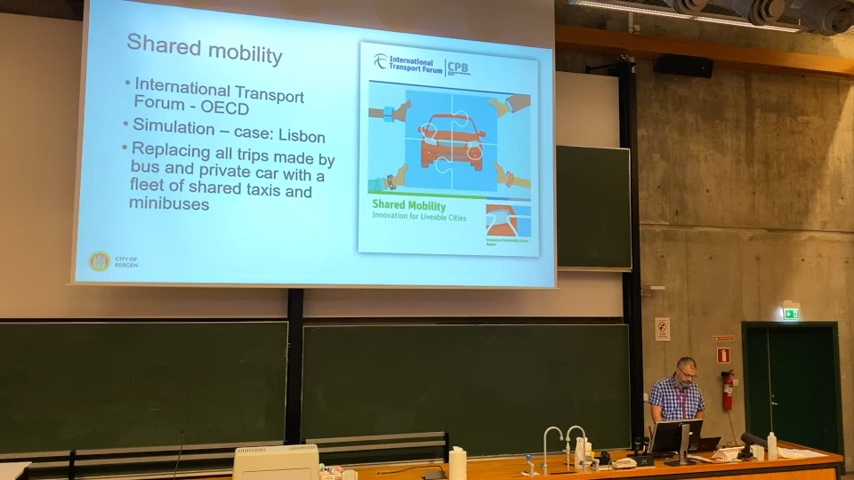 Shared mobility
• International Transport
Forum - OECD
• Simulation – case: Lisbon
• Replacing all trips made by
bus and private car with a
fleet of shared taxis and
minibuses
CITY OF
BERGEN
International
Transport Forum
CPB
Shared Mobility
Innovation for Liveable Cities